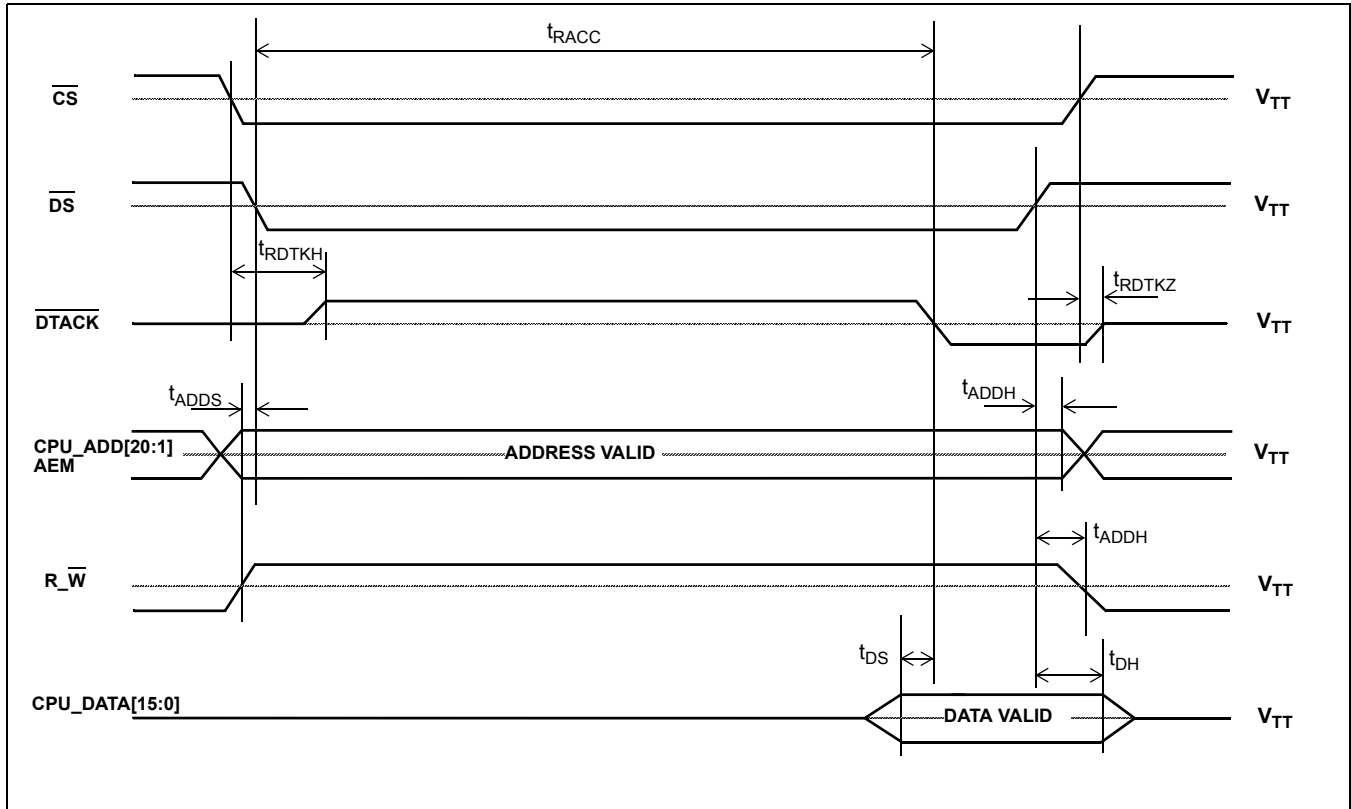 tRACC
CS VTT
DS VTT
tRDTKH
tRDTKZ
DTACK VTT
tADDS tADDH
CPU_ADD[20:1] ADDRESS VALID VTT
AEM
tADDH
R_W VTT
tDS tDH
CPU_DATA[15:0] DATA VALID VTT